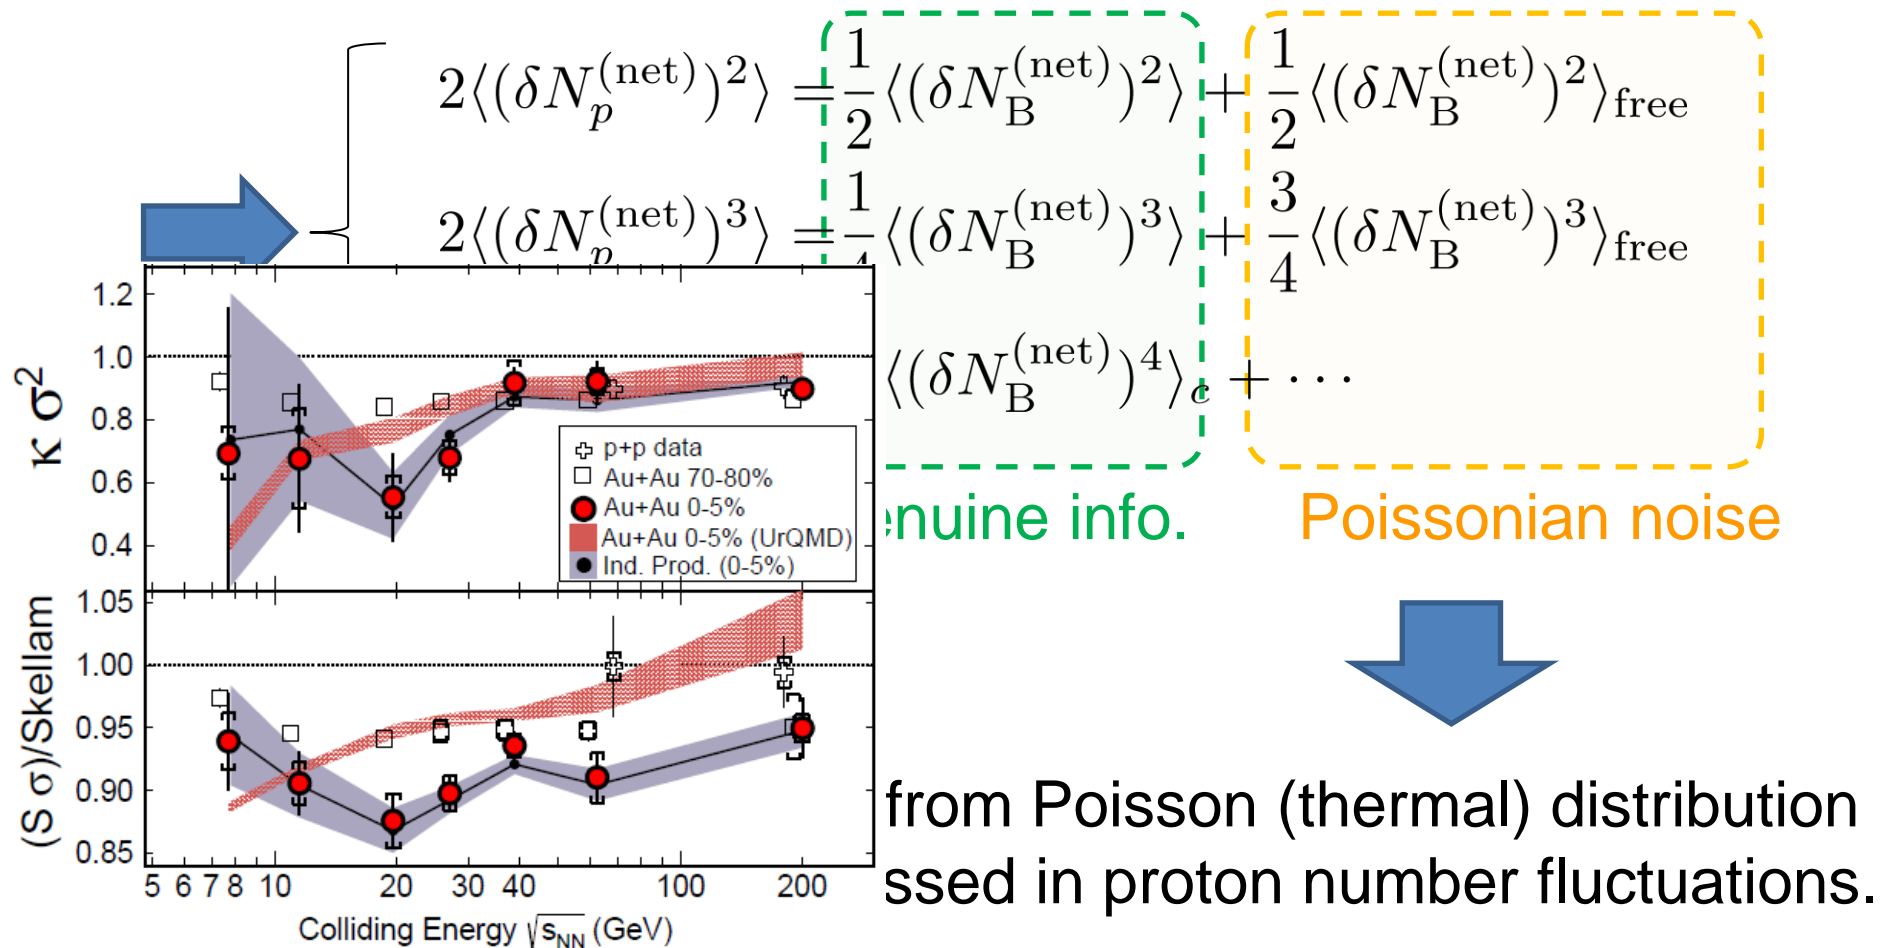 2⟨(δN_p^(net))^2⟩ = 1/2⟨(δN_B^(net))^2⟩ + 1/2⟨(δN_B^(net))^2⟩_free
2⟨(δN_p^(net))^3⟩ = 1/4⟨(δN_B^(net))^3⟩ + 3/4⟨(δN_B^(net))^3⟩_free
⟨(δN_B^(net))^4⟩_c + ⋯
enuine info.
Poissonian noise
from Poisson (thermal) distribution
ssed in proton number fluctuations.
κ σ^2
1.2
1.0
0.8
0.6
0.4
p+p data
Au+Au 70-80%
Au+Au 0-5%
Au+Au 0-5% (UrQMD)
Ind. Prod. (0-5%)
(S σ)/Skellam
1.05
1.00
0.95
0.90
0.85
5 6 7 8 10 20 30 40 100 200
Colliding Energy √s_NN (GeV)